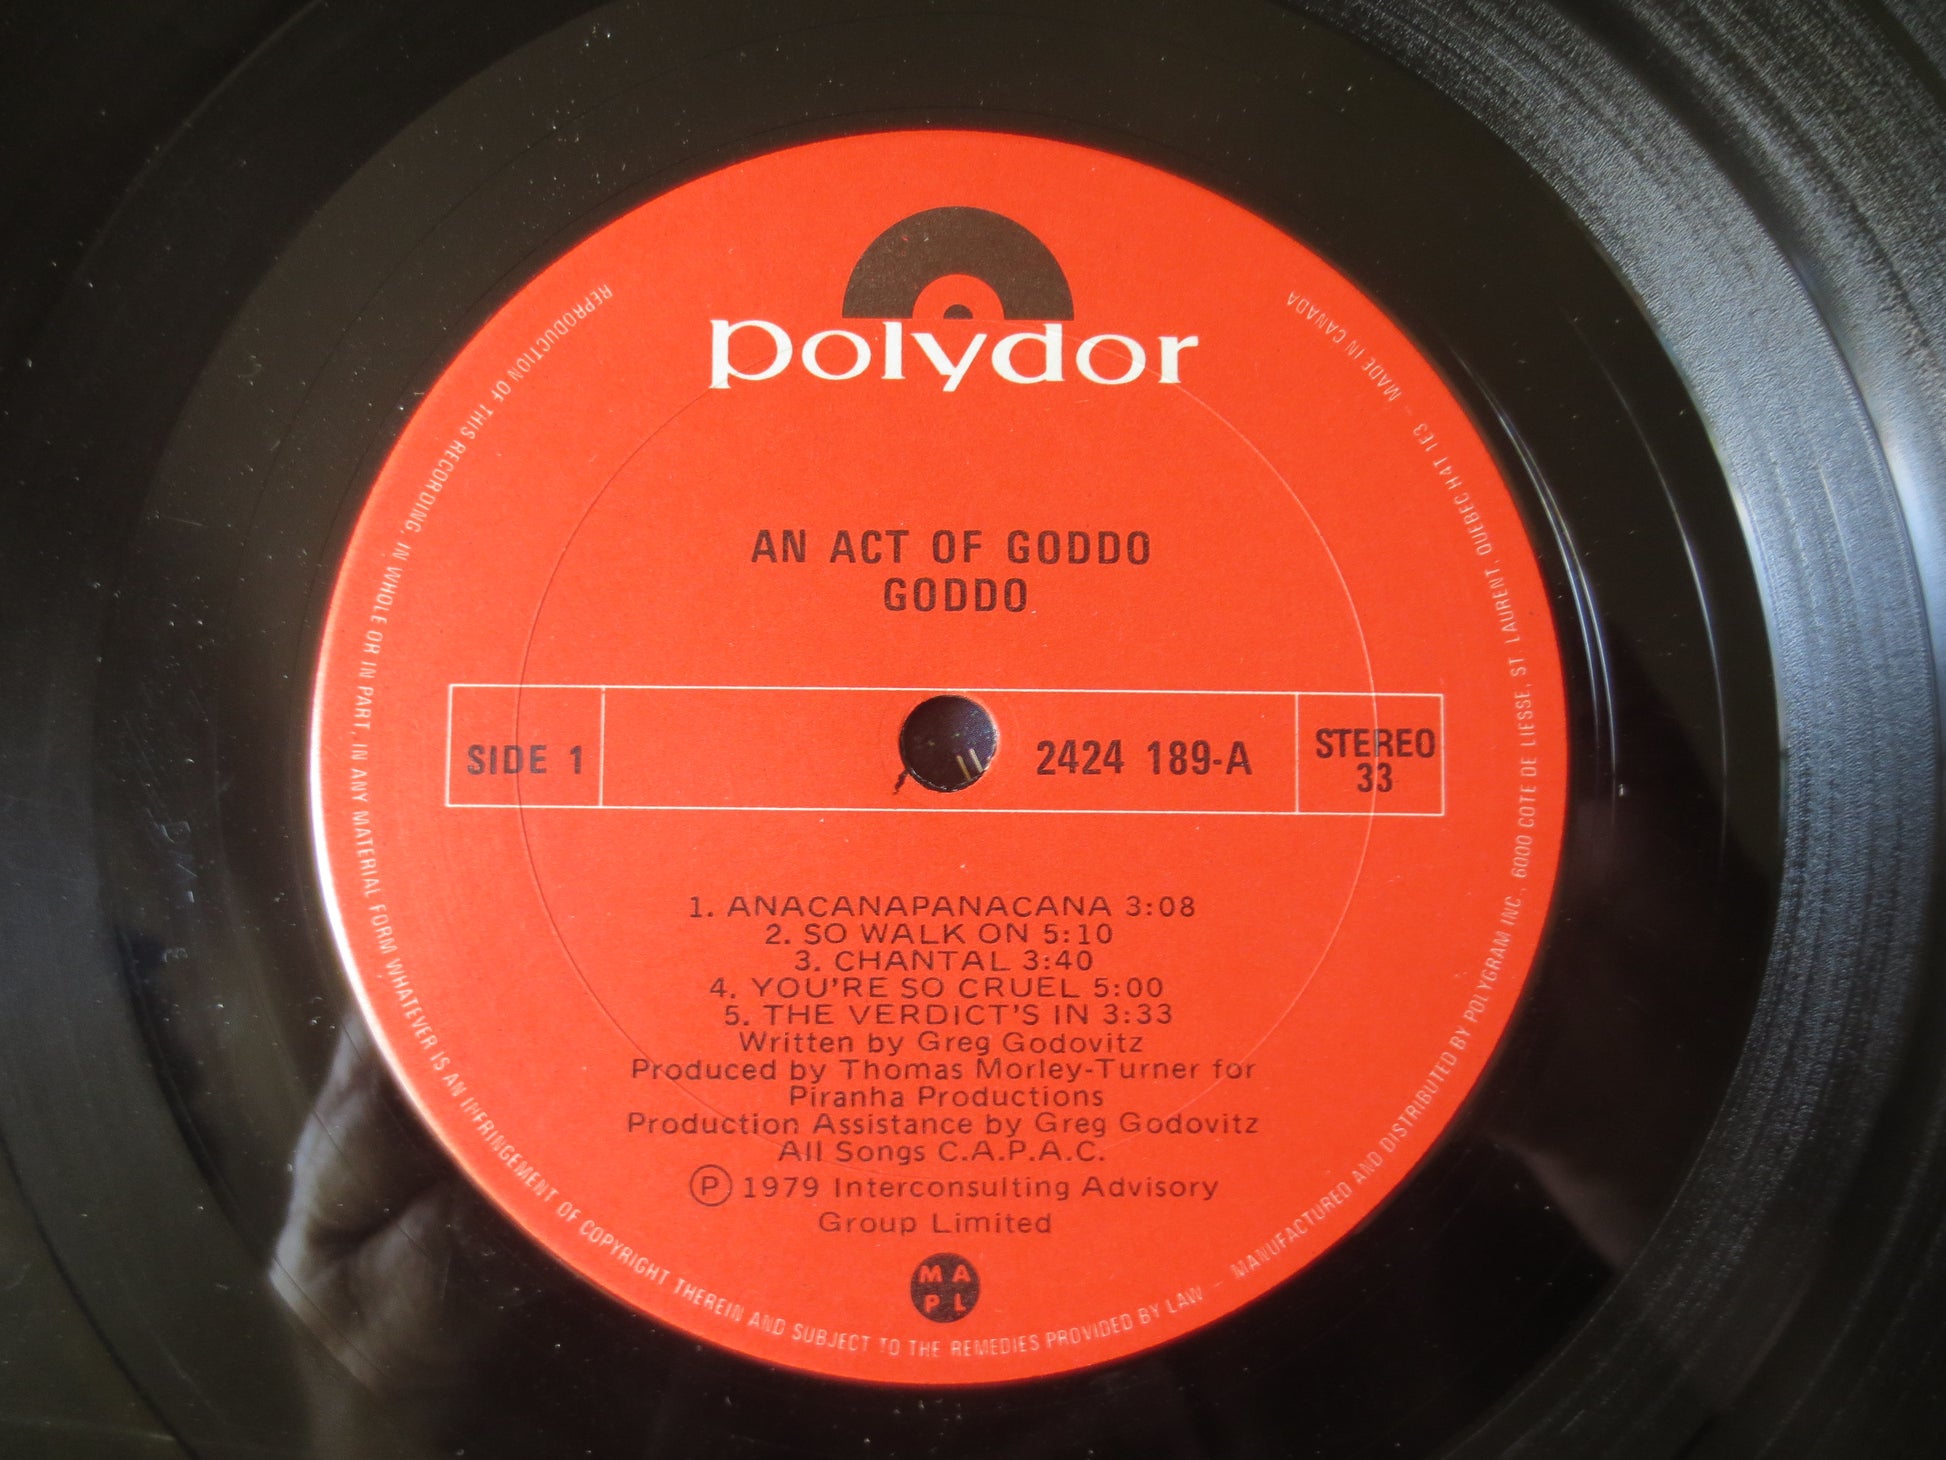 polydor
AN ACT OF GODDO
GODDO
SIDE 1
2424 189-A
STEREO
33
1. ANACANAPANACANA 3:08
2. SO WALK ON 5:10
3. CHANTAL 3:40
4. YOU'RE SO CRUEL 5:00
5. THE VERDICT'S IN 3:33
Written by Greg Godovitz
Produced by Thomas Morley-Turner for
Piranha Productions
Production Assistance by Greg Godovitz
All Songs C.A.P.A.C.
Ⓟ 1979 Interconsulting Advisory
Group Limited
M A
P L
REPRODUCTION OF THIS RECORDING, IN WHOLE OR IN PART, IN ANY MATERIAL FORM WHATEVER IS AN INFRINGEMENT OF COPYRIGHT THEREIN AND SUBJECT TO THE REMEDIES PROVIDED BY LAW – MANUFACTURED AND DISTRIBUTED BY POLYGRAM INC., 6000 COTE DE LIESSE, ST LAURENT, QUEBEC H4T 1E3 – MADE IN CANADA